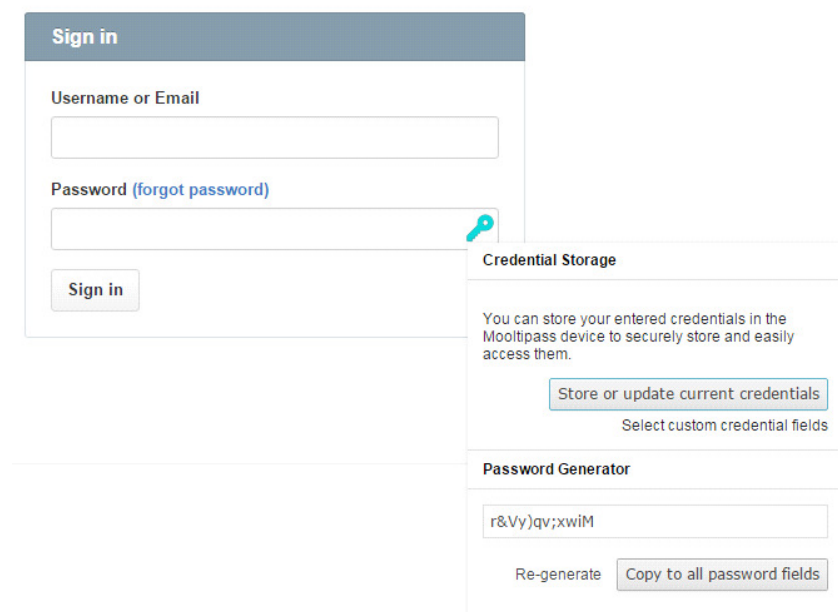 Sign in
Username or Email
Password (forgot password)
Sign in
Credential Storage
You can store your entered credentials in the
Mooltipass device to securely store and easily
access them.
Store or update current credentials
Select custom credential fields
Password Generator
r&Vy)qv;xwiM
Re-generate Copy to all password fields